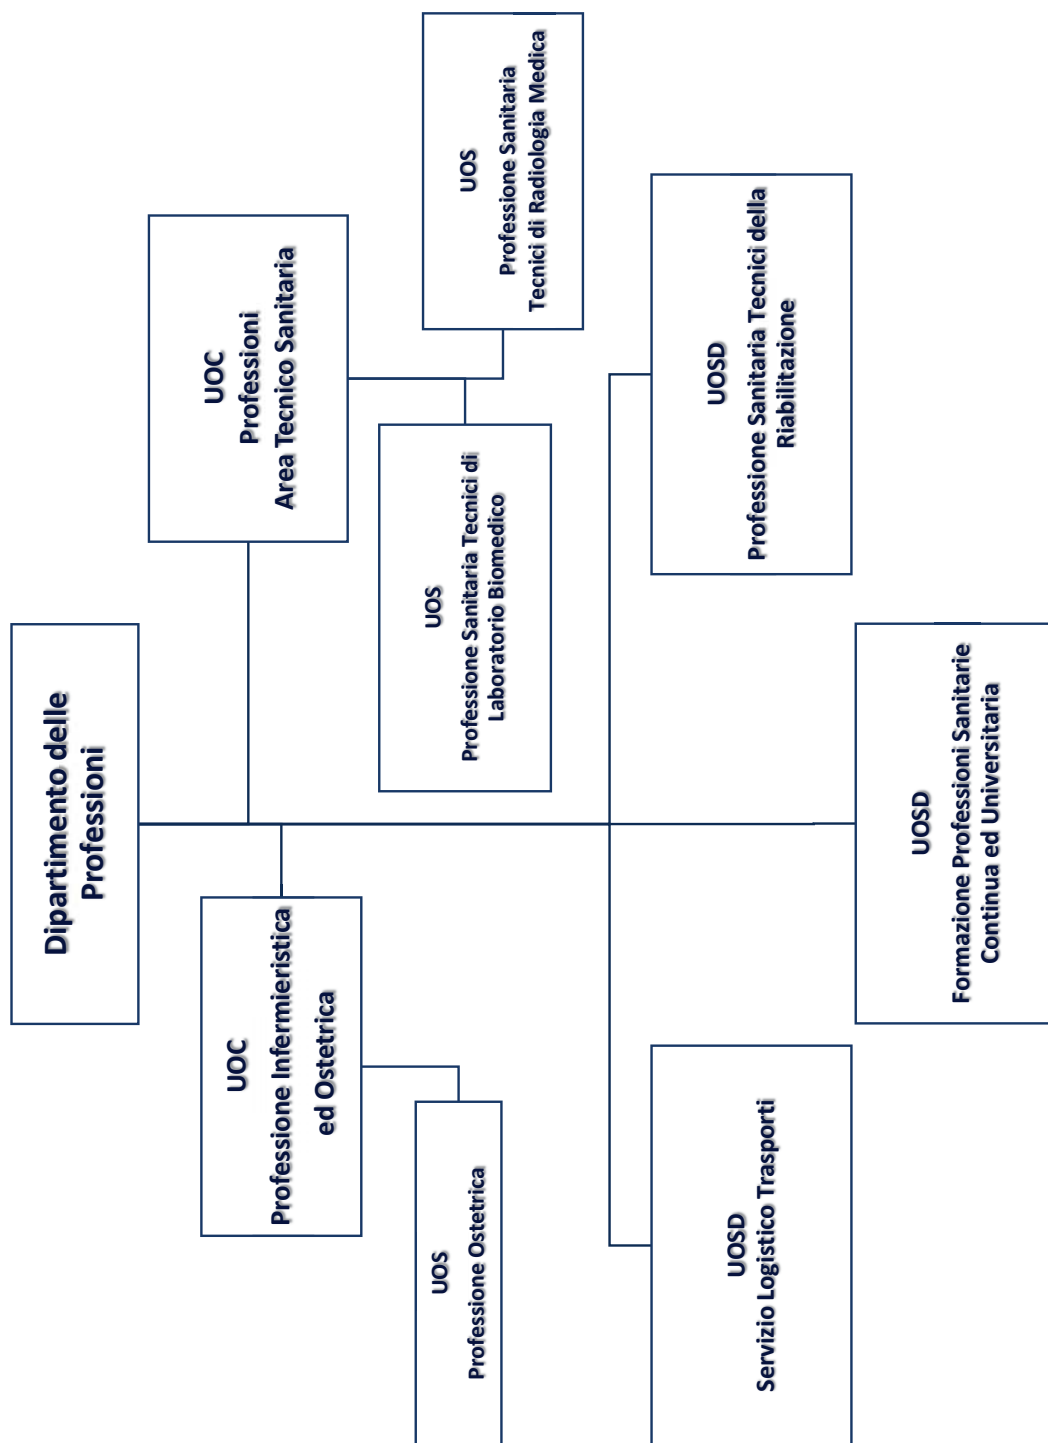 Dipartimento delle
Professioni
UOC
Professione Infermieristica
ed Ostetrica
UOC
Professioni
Area Tecnico Sanitaria
UOS
Professione Ostetrica
UOS
Professione Sanitaria Tecnici di
Laboratorio Biomedico
UOS
Professione Sanitaria
Tecnici di Radiologia Medica
UOSD
Servizio Logistico Trasporti
UOSD
Professione Sanitaria Tecnici della
Riabilitazione
UOSD
Formazione Professioni Sanitarie
Continua ed Universitaria